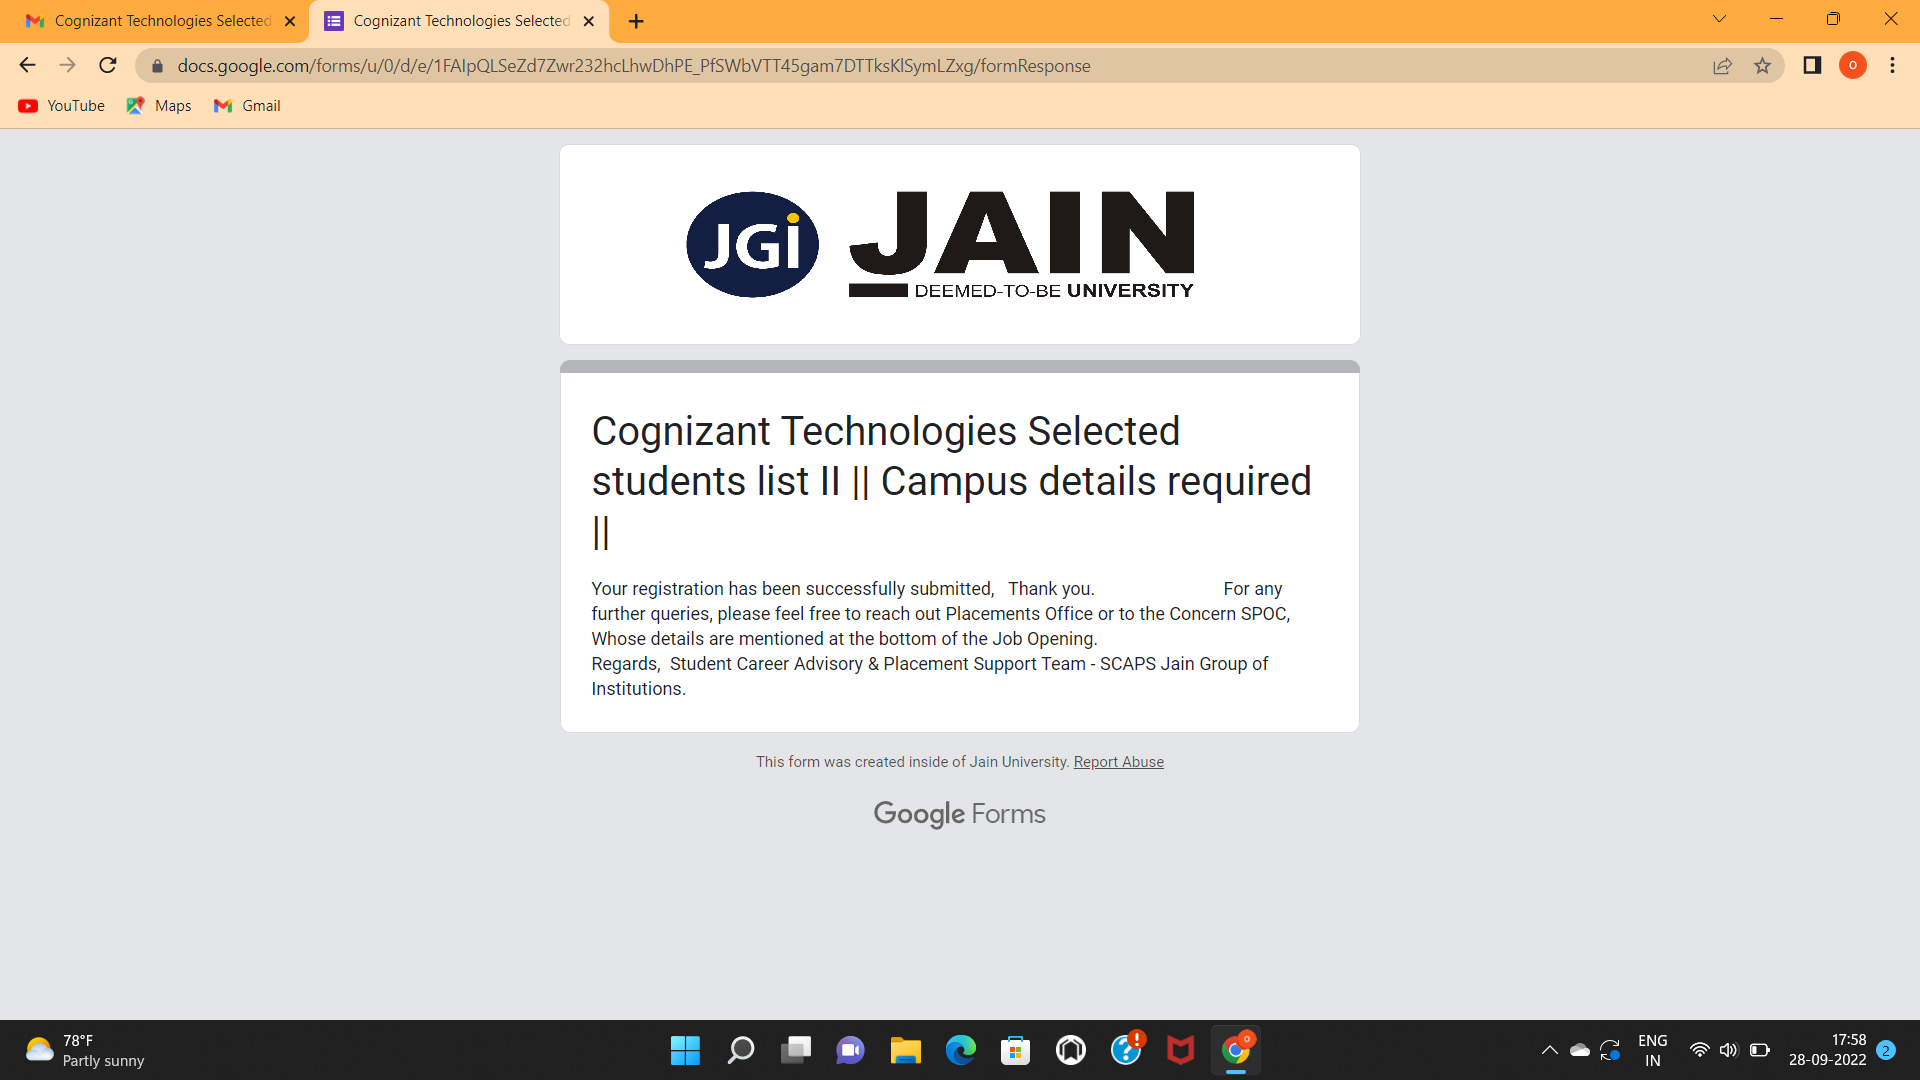 Cognizant Technologies Selected
Cognizant Technologies Selected
docs.google.com/forms/u/0/d/e/1FAIpQLSeZd7Zwr232hcLhwDhPE_PfSWbVTT45gam7DTTksKlSymLZxg/formResponse
O
YouTube
Maps
Gmail
JGi
JAIN
DEEMED-TO-BE UNIVERSITY
Cognizant Technologies Selected
students list II || Campus details required
||
Your registration has been successfully submitted,   Thank you.   For any
further queries, please feel free to reach out Placements Office or to the Concern SPOC,
Whose details are mentioned at the bottom of the Job Opening.
Regards,  Student Career Advisory & Placement Support Team - SCAPS Jain Group of
Institutions.
This form was created inside of Jain University. Report Abuse
Google Forms
78°F
Partly sunny
ENG
IN
17:58
28-09-2022
2